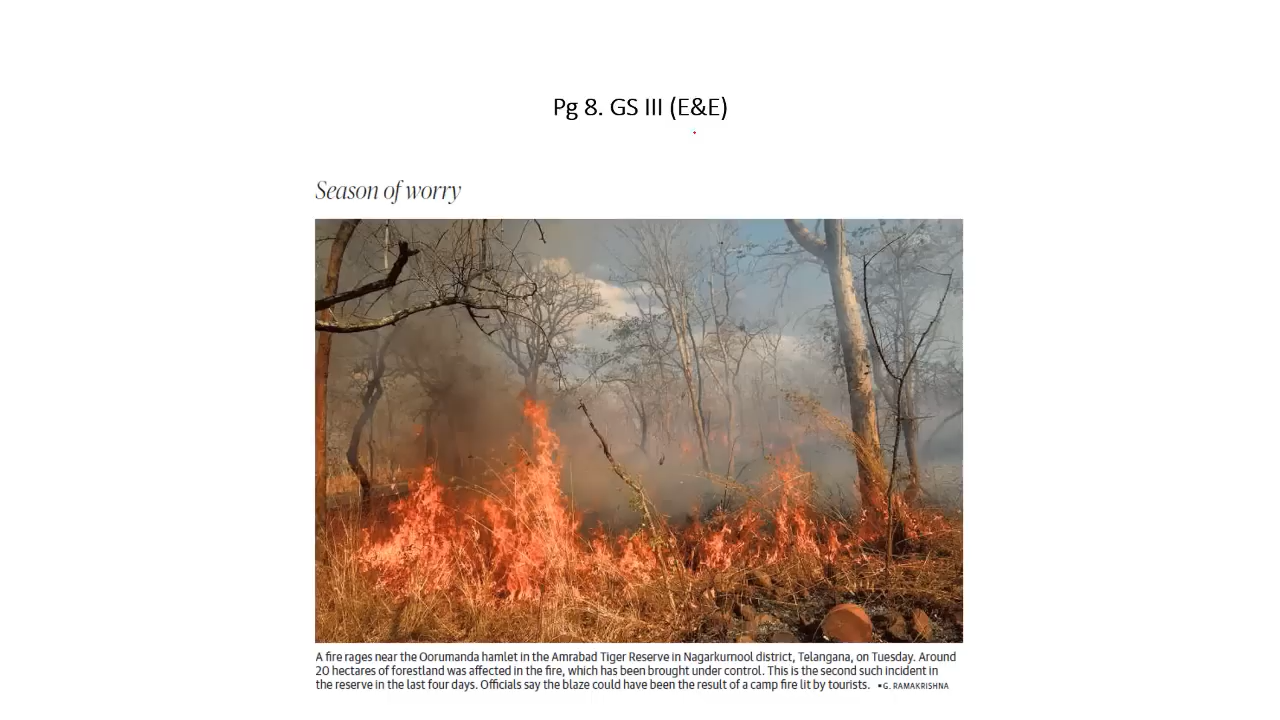 Pg 8. GS III (E&E)
Season of worry
A fire rages near the Oorumanda hamlet in the Amrabad Tiger Reserve in Nagarkurnool district, Telangana, on Tuesday. Around
20 hectares of forestland was affected in the fire, which has been brought under control. This is the second such incident in
the reserve in the last four days. Officials say the blaze could have been the result of a camp fire lit by tourists. ▪G. RAMAKRISHNA